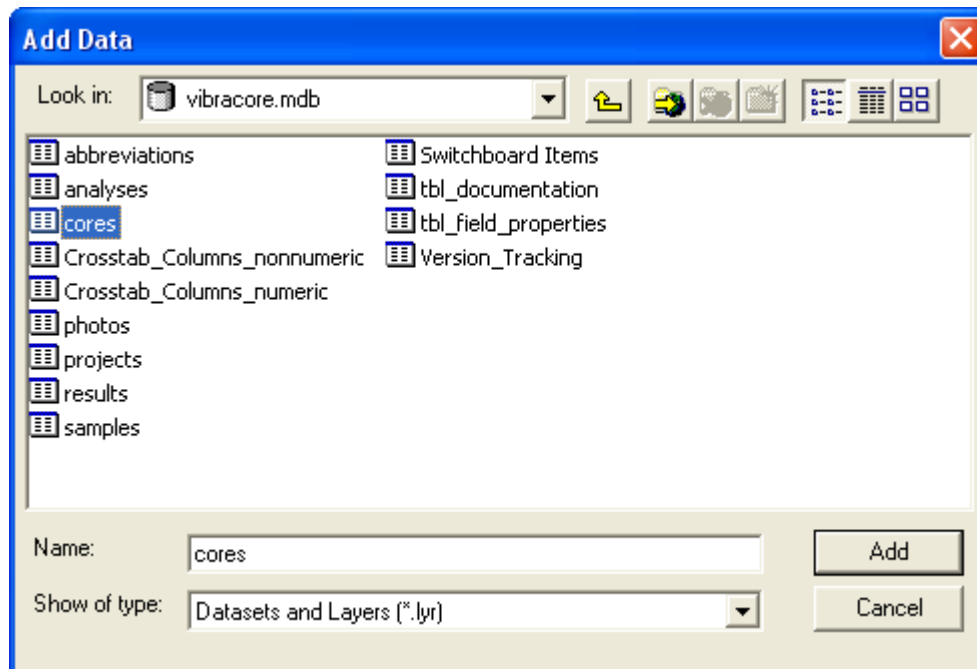 Add Data
Look in: vibracore.mdb
abbreviations
analyses
cores
Crosstab_Columns_nonnumeric
Crosstab_Columns_numeric
photos
projects
results
samples
Switchboard Items
tbl_documentation
tbl_field_properties
Version_Tracking
Name: cores
Add
Show of type: Datasets and Layers (*.lyr)
Cancel